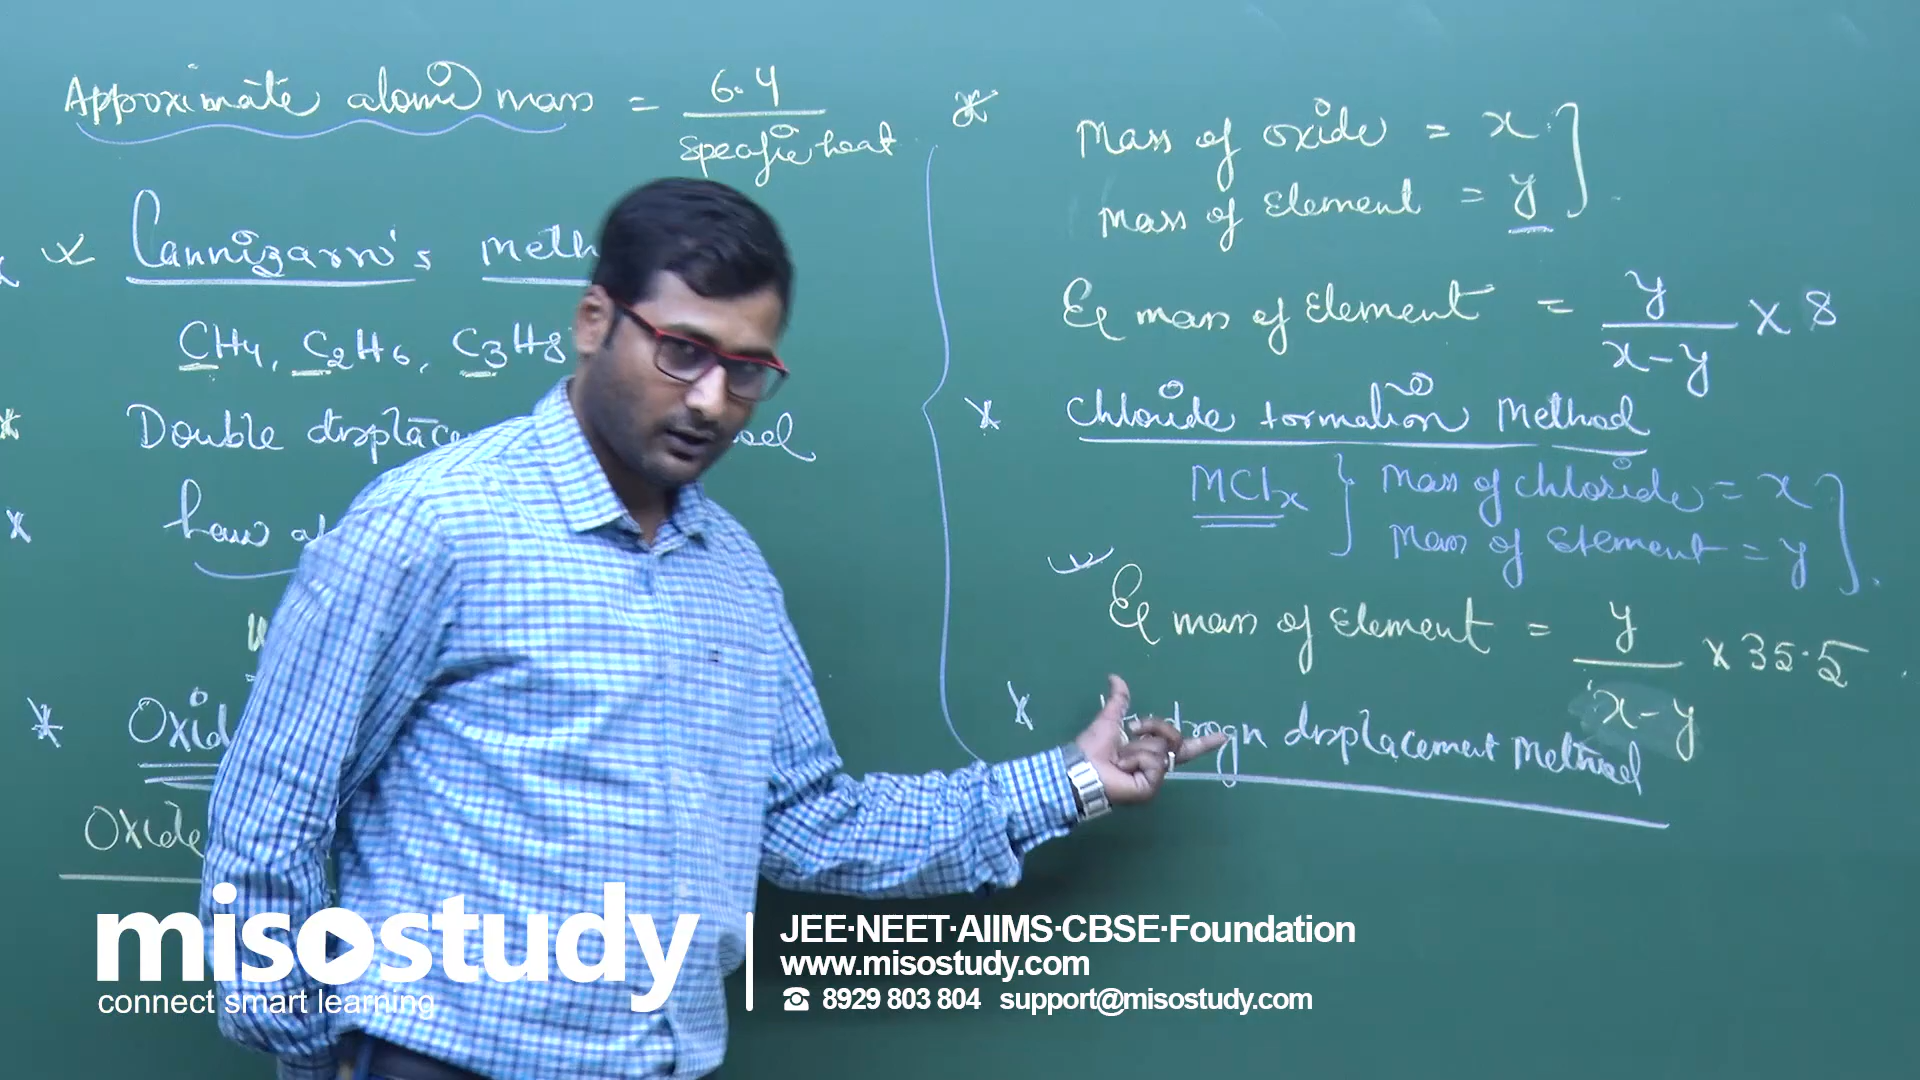 Approximate atomic mass = 6.4 / Specific heat
Cannizarro's Meth
CH4, C2H6, C3H8
Double displace
law
Oxid
Oxide
Mass of oxide = x
Mass of Element = y
Eq mass of Element = y / x-y × 8
Chloride formation Method
MClx
Mass of chloride = x
Mass of Element = y
Eq mass of Element = y / x-y × 35.5
displacement Method
misostudy
connect smart learning
JEE·NEET·AIIMS·CBSE·Foundation
www.misostudy.com
☎ 8929 803 804 support@misostudy.com